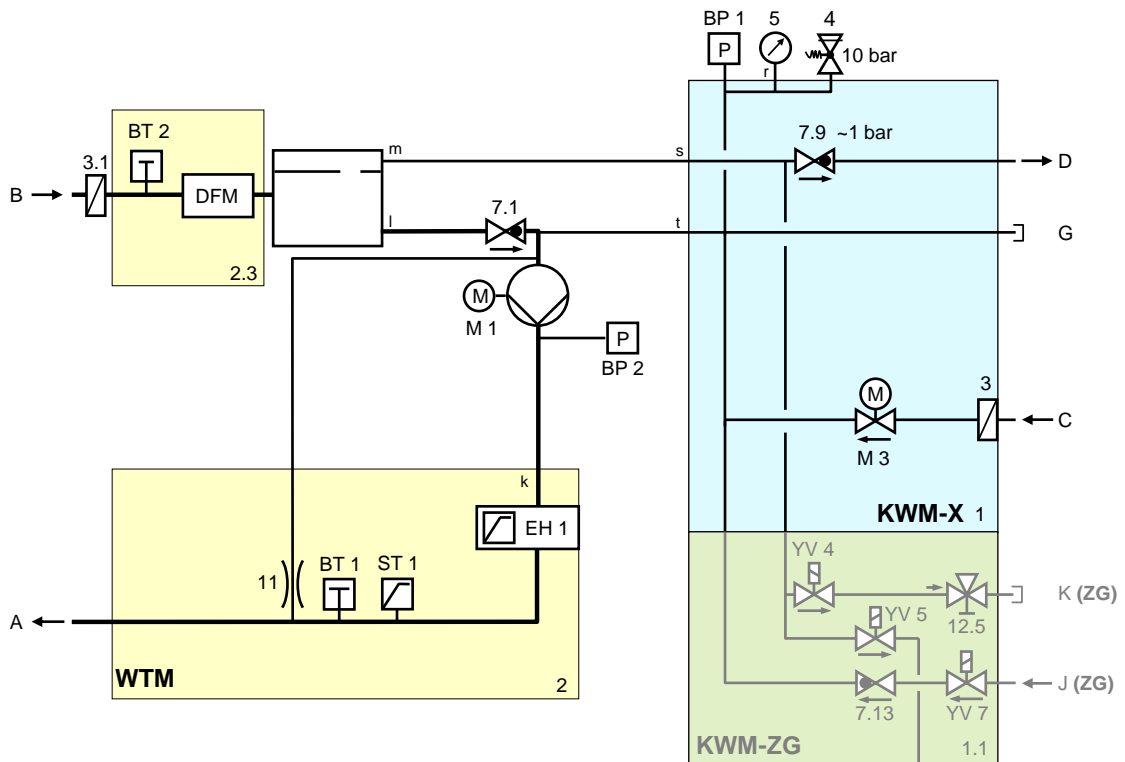 BP 1
5
4
P
10 bar
r
BT 2
7.9 ~1 bar
3.1
m
s
D
B
DFM
l
7.1
t
G
2.3
M
M 1
P
BP 2
M
3
C
M 3
k
KWM-X 1
EH 1
YV 4
BT 1
ST 1
11
K (ZG)
YV 5
12.5
A
WTM
2
J (ZG)
7.13
YV 7
KWM-ZG
1.1